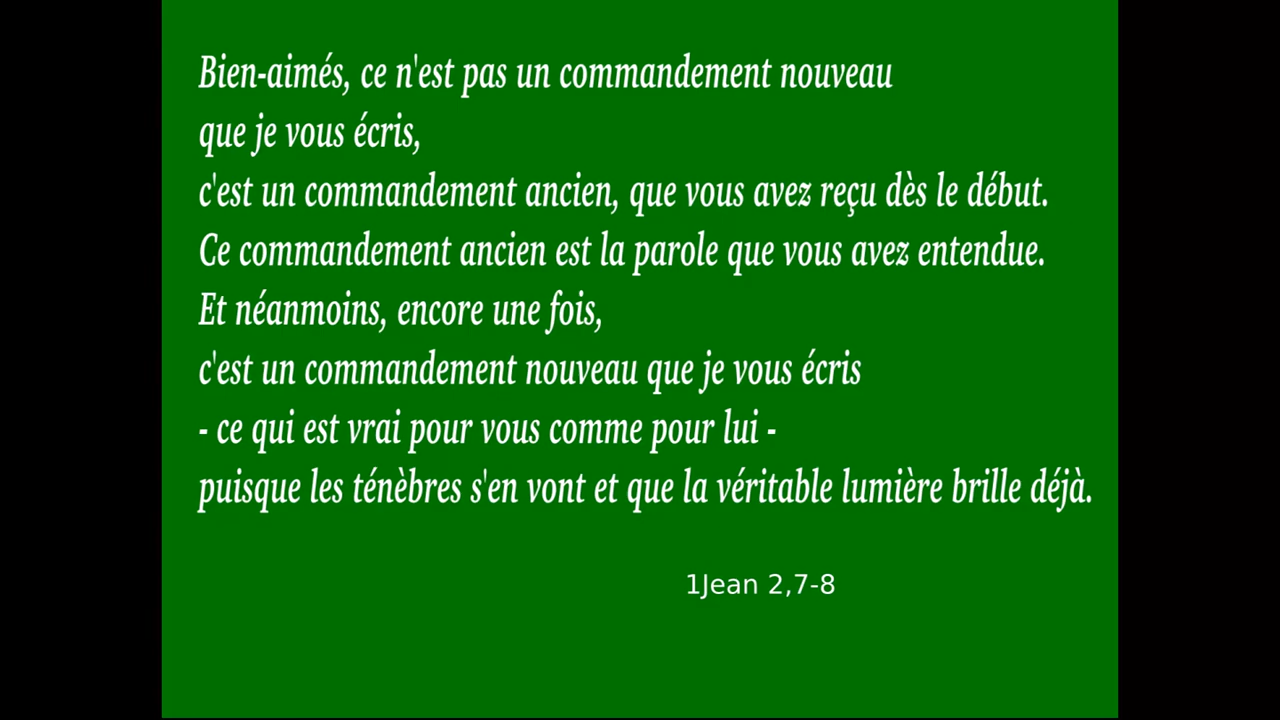 Bien-aimés, ce n'est pas un commandement nouveau
que je vous écris,
c'est un commandement ancien, que vous avez reçu dès le début.
Ce commandement ancien est la parole que vous avez entendue.
Et néanmoins, encore une fois,
c'est un commandement nouveau que je vous écris
- ce qui est vrai pour vous comme pour lui -
puisque les ténèbres s'en vont et que la véritable lumière brille déjà.
1Jean 2,7-8